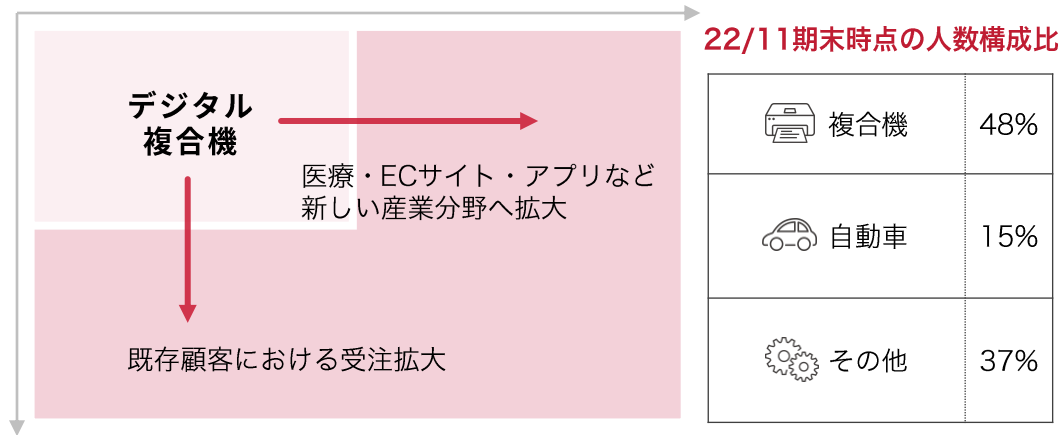 デジタル
複合機
医療・ECサイト・アプリなど
新しい産業分野へ拡大
既存顧客における受注拡大
22/11期末時点の人数構成比
複合機 48%
自動車 15%
その他 37%